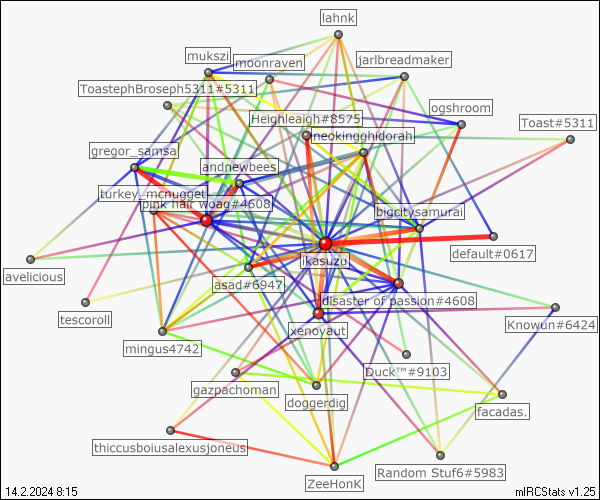 lahnk
mukszi
moonraven
jarlbreadmaker
ToastephBroseph5311#5311
ogshroom
Heighleaigh#8575
Toast#5311
neokingghidorah
gregor_samsa
andnewbees
turkey_mcnugget
pink hair woag#4608
bigcitysamurai
default#0617
ikasuzu
avelicious
asad#6947
disaster of passion#4608
tescoroll
xenoyaut
Knowun#6424
mingus4742
Duck™#9103
gazpachoman
doggerdig
facadas.
thiccusboiusalexusjoneus
Random Stuf6#5983
ZeeHonK
14.2.2024 8:15
mIRCStats v1.25